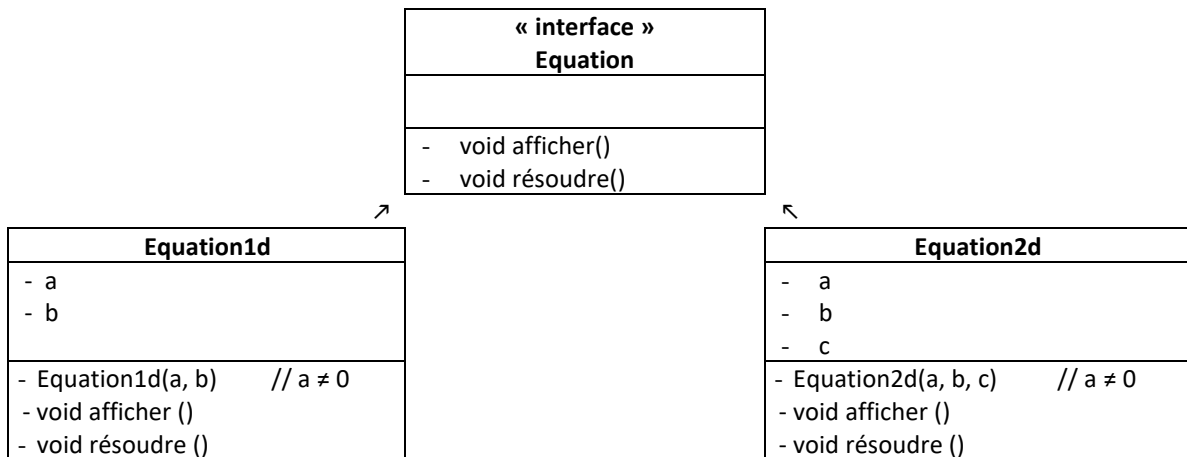 « interface »
Equation
- void afficher()
- void résoudre()
↗ ↖
Equation1d
- a
- b
- Equation1d(a, b) // a ≠ 0
- void afficher ()
- void résoudre ()
Equation2d
- a
- b
- c
- Equation2d(a, b, c) // a ≠ 0
- void afficher ()
- void résoudre ()